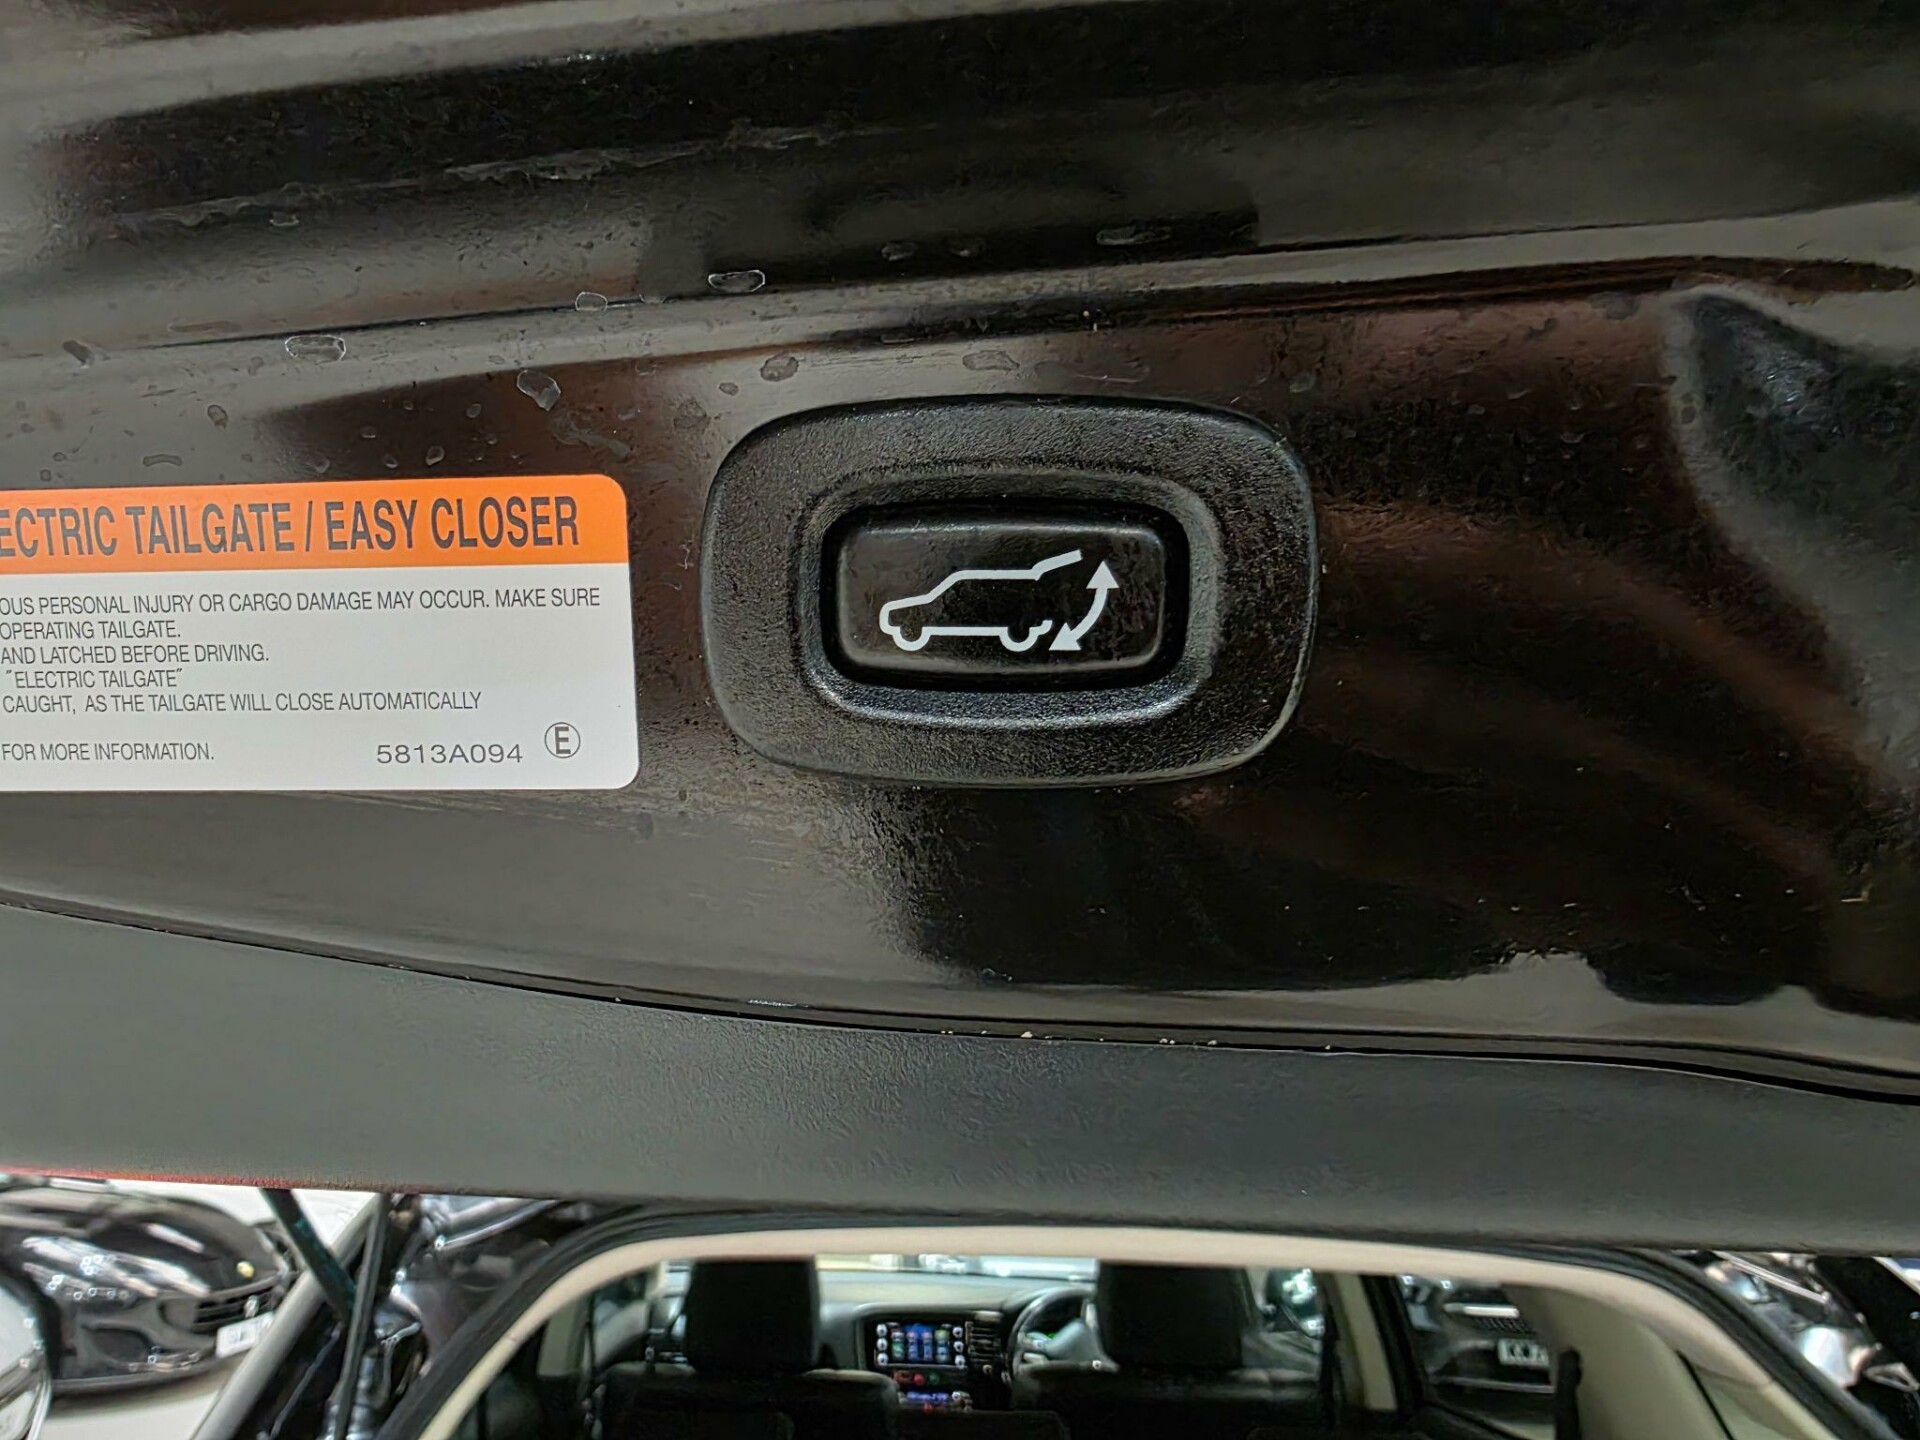 ECTRIC TAILGATE / EASY CLOSER
OUS PERSONAL INJURY OR CARGO DAMAGE MAY OCCUR. MAKE SURE
OPERATING TAILGATE.
AND LATCHED BEFORE DRIVING.
"ELECTRIC TAILGATE"
CAUGHT, AS THE TAILGATE WILL CLOSE AUTOMATICALLY
FOR MORE INFORMATION.
5813A094 E